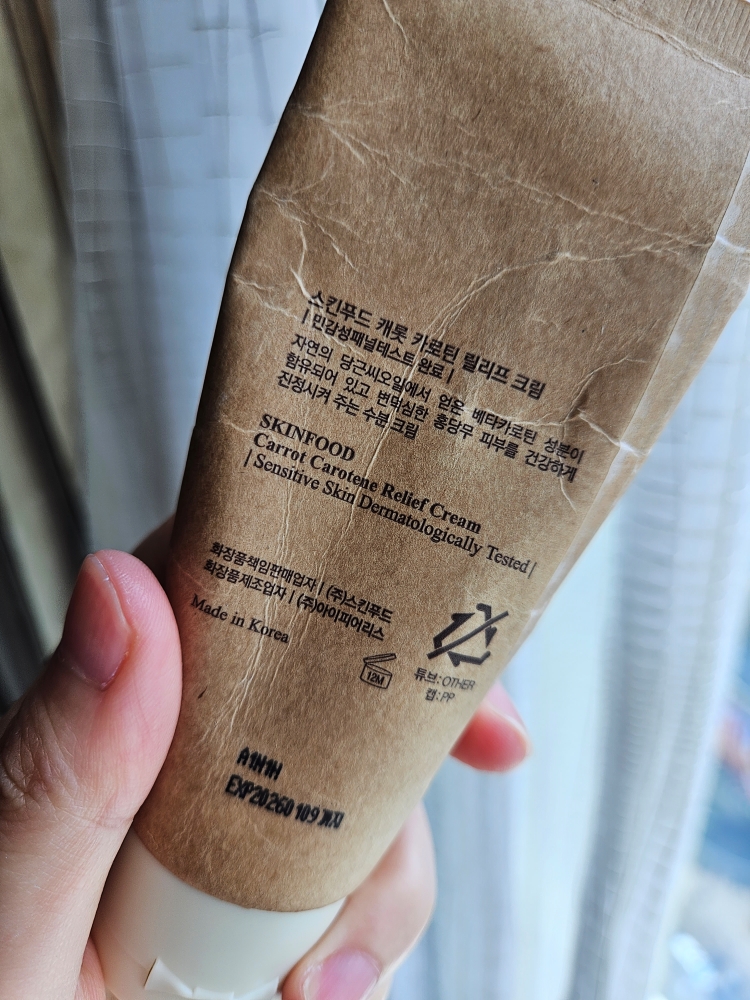 스킨푸드 캐롯 카로틴 릴리프 크림
| 민감성패널테스트 완료 |
자연의 당근씨오일에서 얻은 베타카로틴 성분이
함유되어 있고 변덕심한 홍당무 피부를 건강하게
진정시켜 주는 수분 크림
SKINFOOD
Carrot Carotene Relief Cream
| Sensitive Skin Dermatologically Tested |
화장품책임판매업자 | (주)스킨푸드
화장품제조업자 | (주)아이피어리스
Made in Korea
12M
튜브: OTHER
캡: PP
A1H1H
EXP20260109까지